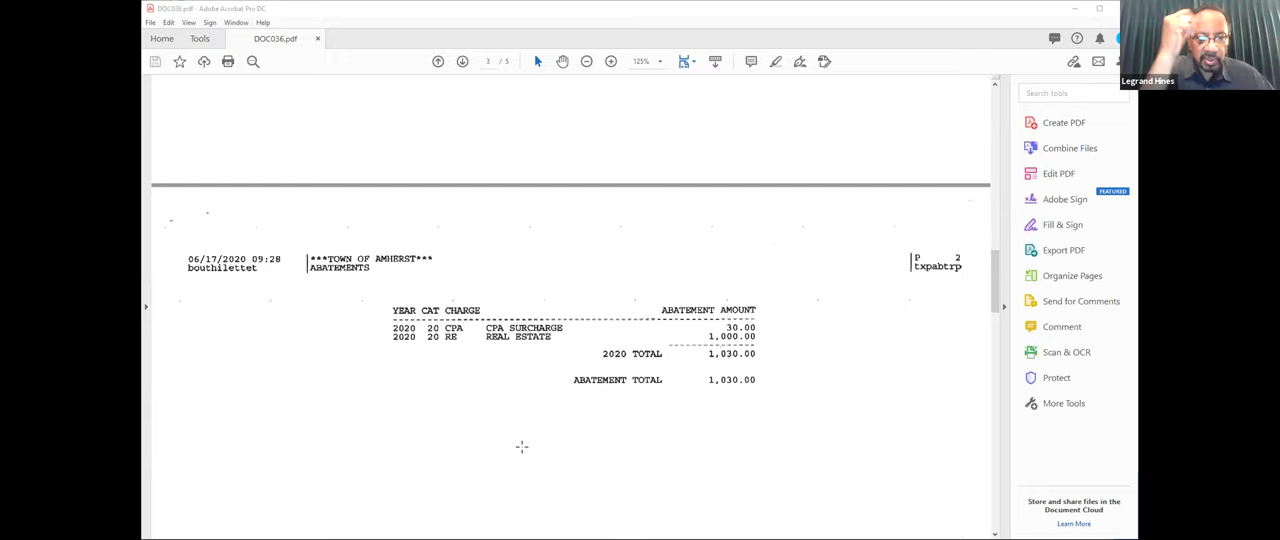 DOC036.pdf - Adobe Acrobat Pro DC
File Edit View Sign Window Help
Home Tools DOC036.pdf ×
3 / 5 125%
Legrand Hines
Search tools
Create PDF
Combine Files
Edit PDF
FEATURED
Adobe Sign
Fill & Sign
Export PDF
Organize Pages
Send for Comments
Comment
Scan & OCR
Protect
More Tools
Store and share files in the
Document Cloud
Learn More
06/17/2020 09:28 ***TOWN OF AMHERST*** P 2
bouthilettet ABATEMENTS txpabtrp
YEAR CAT CHARGE ABATEMENT AMOUNT
2020 20 CPA CPA SURCHARGE 30.00
2020 20 RE REAL ESTATE 1,000.00
2020 TOTAL 1,030.00
ABATEMENT TOTAL 1,030.00